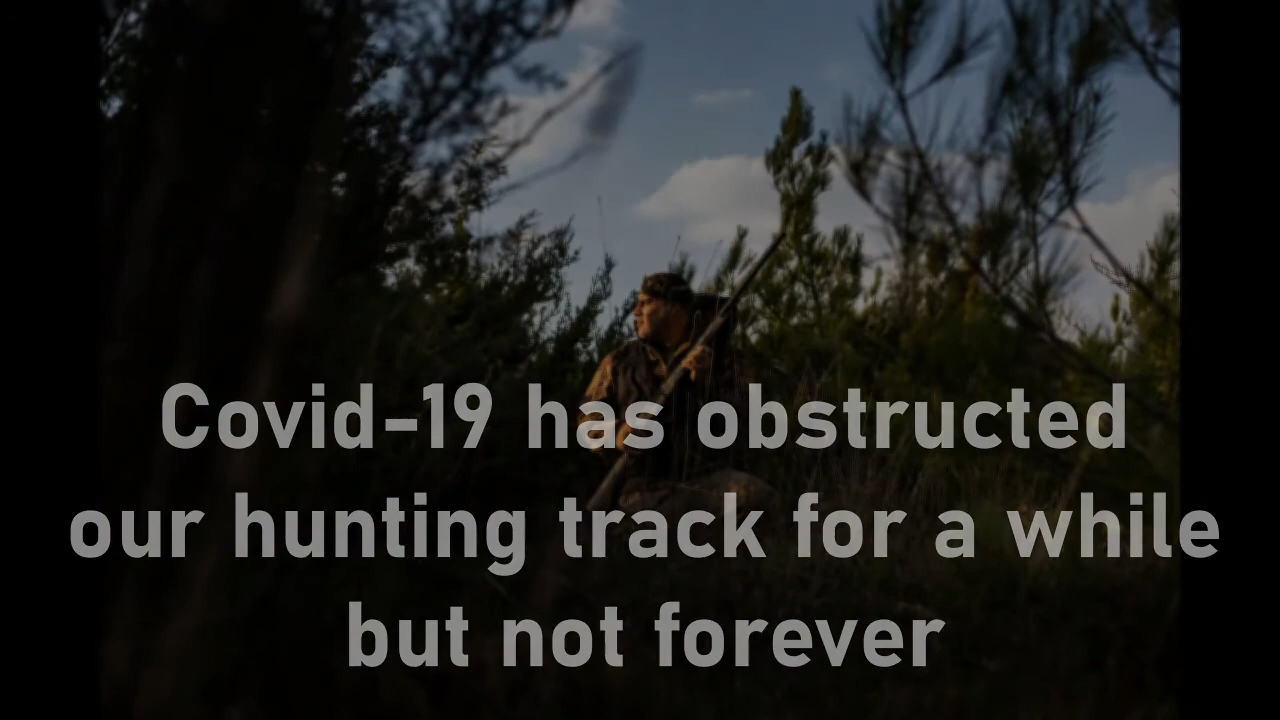 Covid-19 has obstructed
our hunting track for a while
but not forever